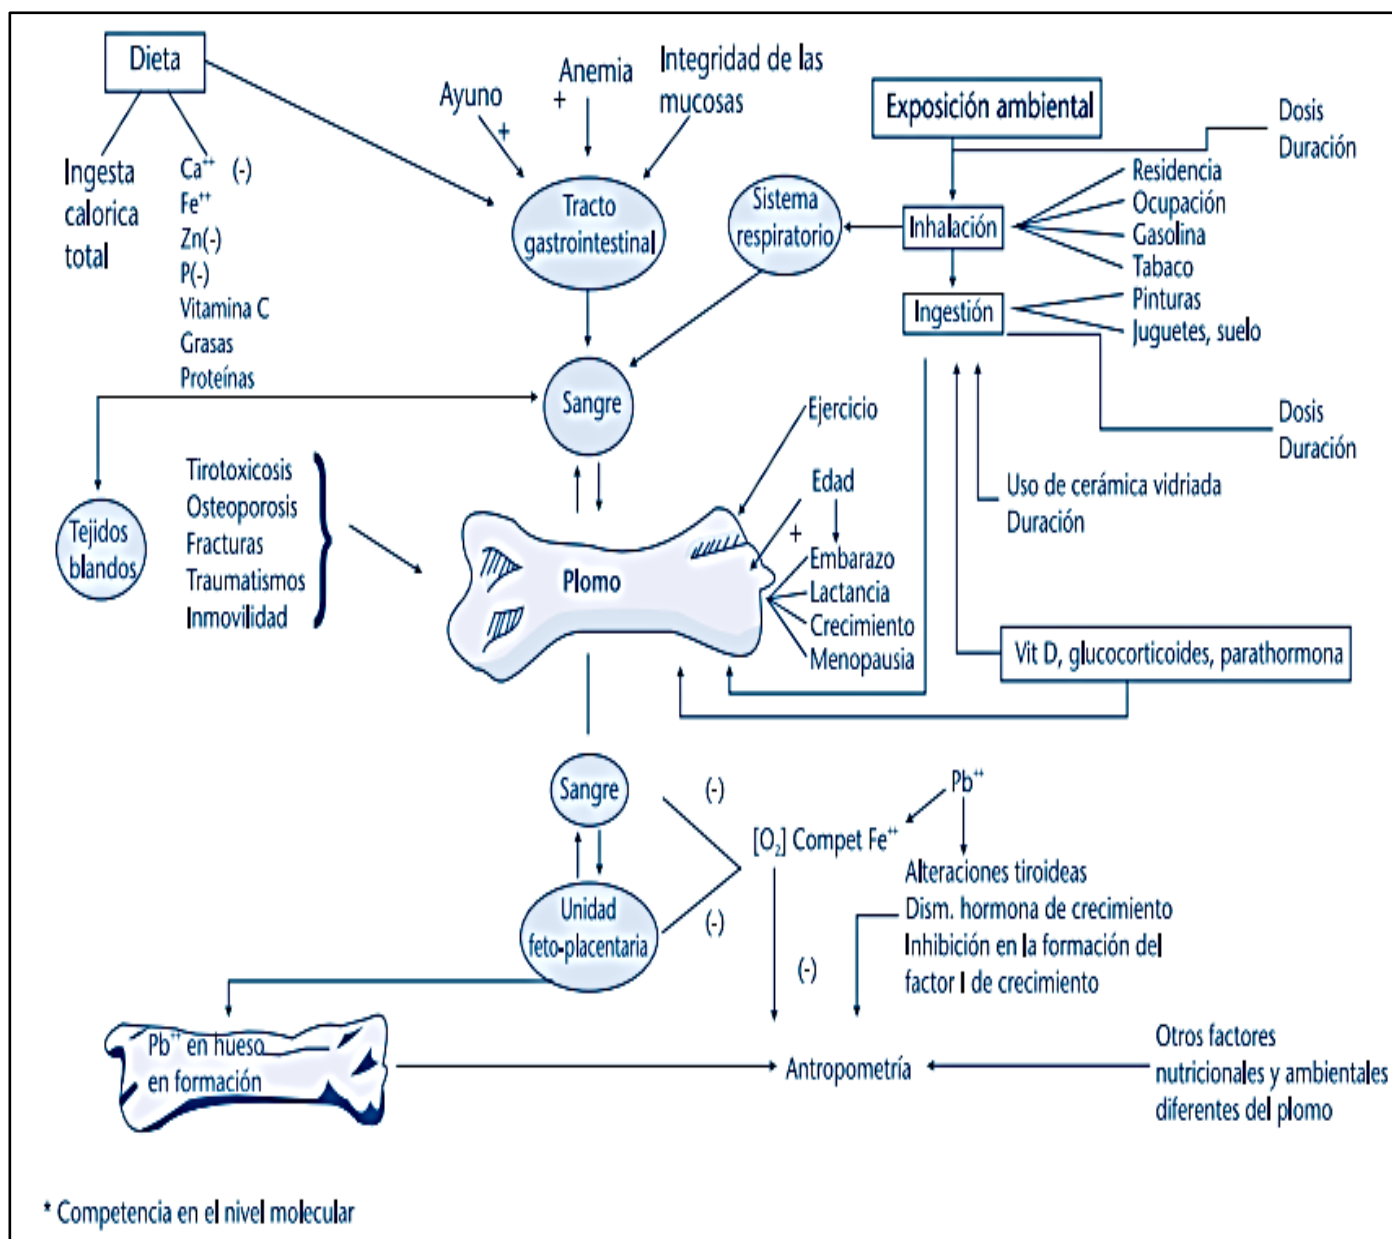 Dieta
Ingesta
calorica
total
Ca⁺⁺ (-)
Fe⁺⁺
Zn(-)
P(-)
Vitamina C
Grasas
Proteínas
Ayuno
+
Anemia
+
Integridad de las
mucosas
Tracto
gastrointestinal
Sistema
respiratorio
Exposición ambiental
Dosis
Duración
Inhalación
Residencia
Ocupación
Gasolina
Tabaco
Ingestión
Pinturas
Juguetes, suelo
Dosis
Duración
Uso de cerámica vidriada
Duración
Sangre
Tejidos
blandos
Tirotoxicosis
Osteoporosis
Fracturas
Traumatismos
Inmovilidad
Plomo
Ejercicio
Edad
+
Embarazo
Lactancia
Crecimiento
Menopausia
Vit D, glucocorticoides, parathormona
Sangre
(-)
(-)
Unidad
feto-placentaria
[O₂] Compet Fe⁺⁺
Pb⁺⁺
Alteraciones tiroideas
Dism. hormona de crecimiento
Inhibición en la formación del
factor I de crecimiento
(-)
Pb⁺⁺ en hueso
en formación
Antropometría
Otros factores
nutricionales y ambientales
diferentes del plomo
* Competencia en el nivel molecular